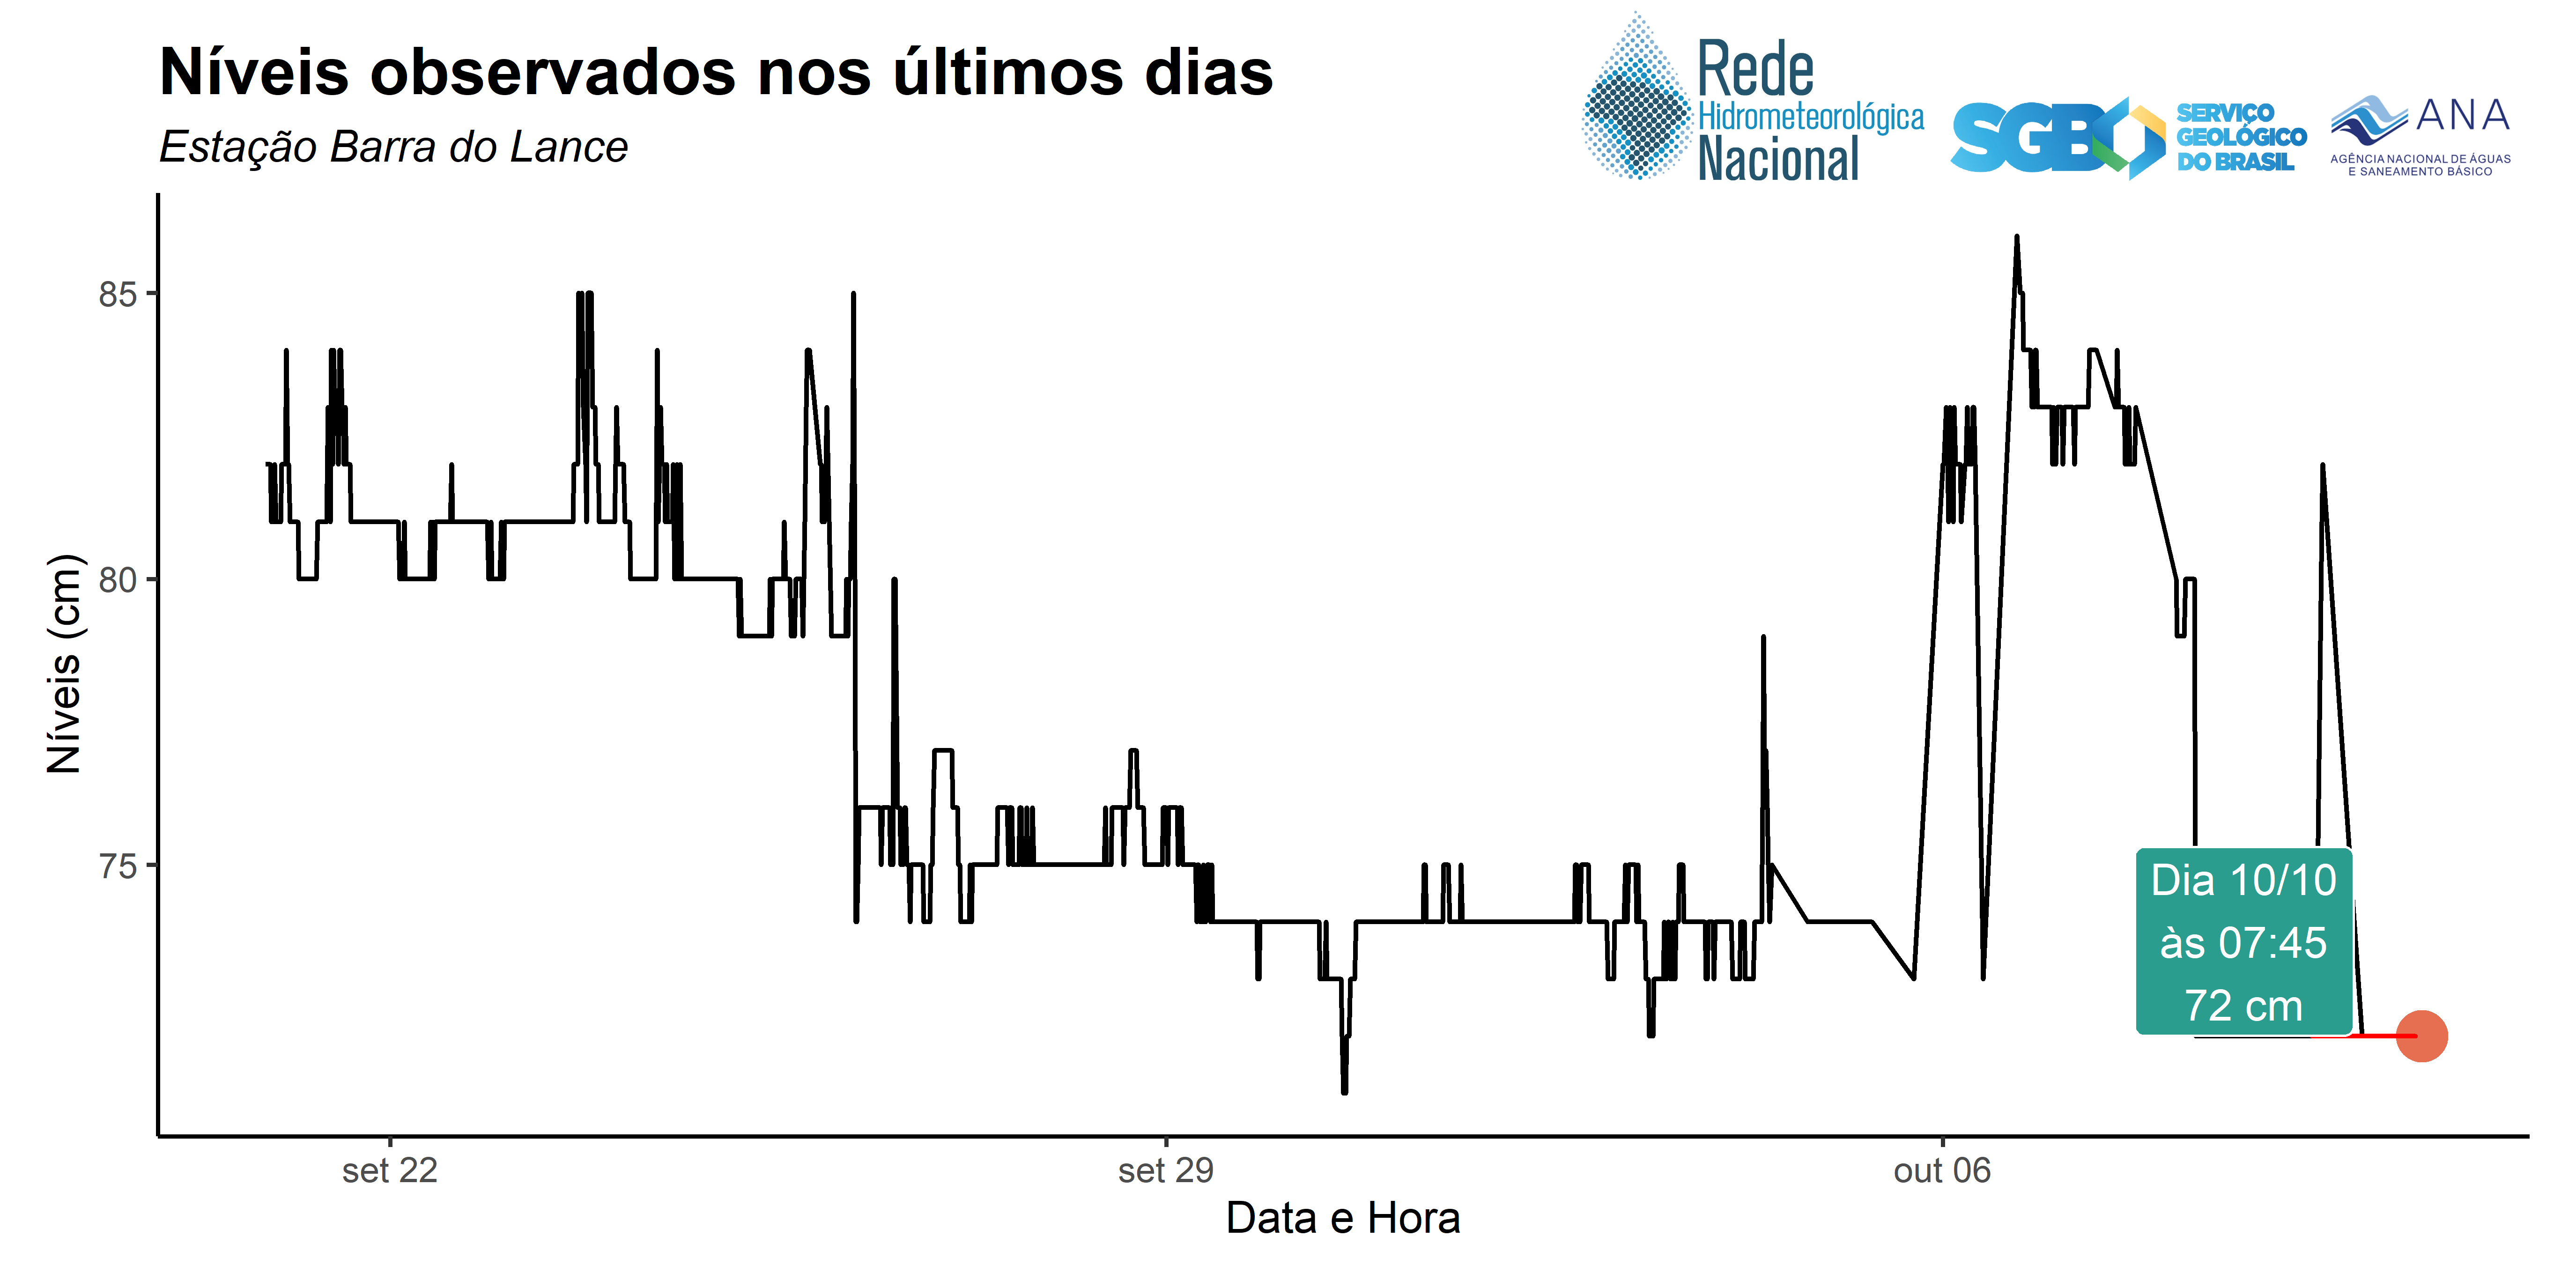 Níveis observados nos últimos dias
Estação Barra do Lance
Rede
Hidrometeorológica
Nacional
SGB
SERVIÇO
GEOLÓGICO
DO BRASIL
ANA
AGÊNCIA NACIONAL DE ÁGUAS
E SANEAMENTO BÁSICO
Níveis (cm)
85
80
75
Dia 10/10
às 07:45
72 cm
set 22
set 29
out 06
Data e Hora